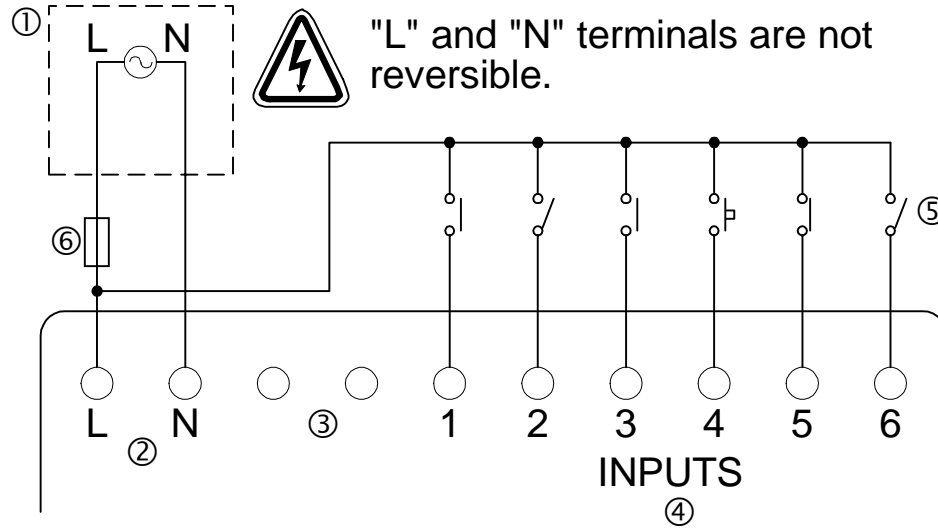 ①
L N
"L" and "N" terminals are not
reversible.
⑥
⑤
L N ② ③ 1 2 3 4 5 6
INPUTS
④